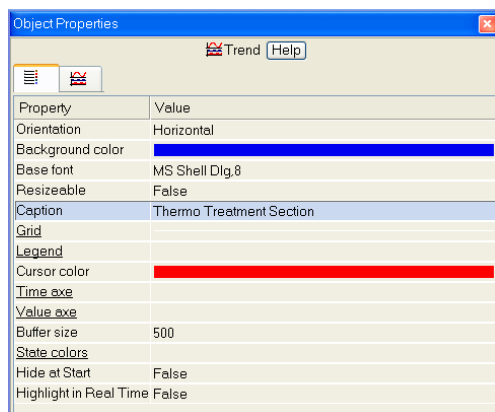 Object Properties
Trend Help
Property Value
Orientation Horizontal
Background color
Base font MS Shell Dlg,8
Resizeable False
Caption Thermo Treatment Section
Grid
Legend
Cursor color
Time axe
Value axe
Buffer size 500
State colors
Hide at Start False
Highlight in Real Time False